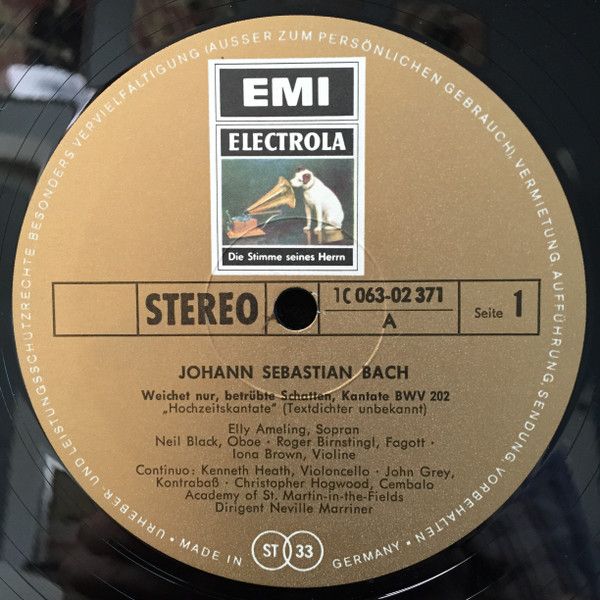 URHEBER- UND LEISTUNGSSCHUTZRECHTE BESONDERS VERVIELFÄLTIGUNG (AUSSER ZUM PERSÖNLICHEN GEBRAUCH), VERMIETUNG, AUFFÜHRUNG, SENDUNG, VORBEHALTEN
EMI
ELECTROLA
Die Stimme seines Herrn
STEREO
1C 063-02 371
A
Seite 1
JOHANN SEBASTIAN BACH
Weichet nur, betrübte Schatten, Kantate BWV 202
„Hochzeitskantate" (Textdichter unbekannt)
Elly Ameling, Sopran
Neil Black, Oboe · Roger Birnstingl, Fagott ·
Iona Brown, Violine
Continuo: Kenneth Heath, Violoncello · John Grey,
Kontrabaß · Christopher Hogwood, Cembalo
Academy of St. Martin-in-the-Fields
Dirigent Neville Marriner
• MADE IN GERMANY •
ST 33